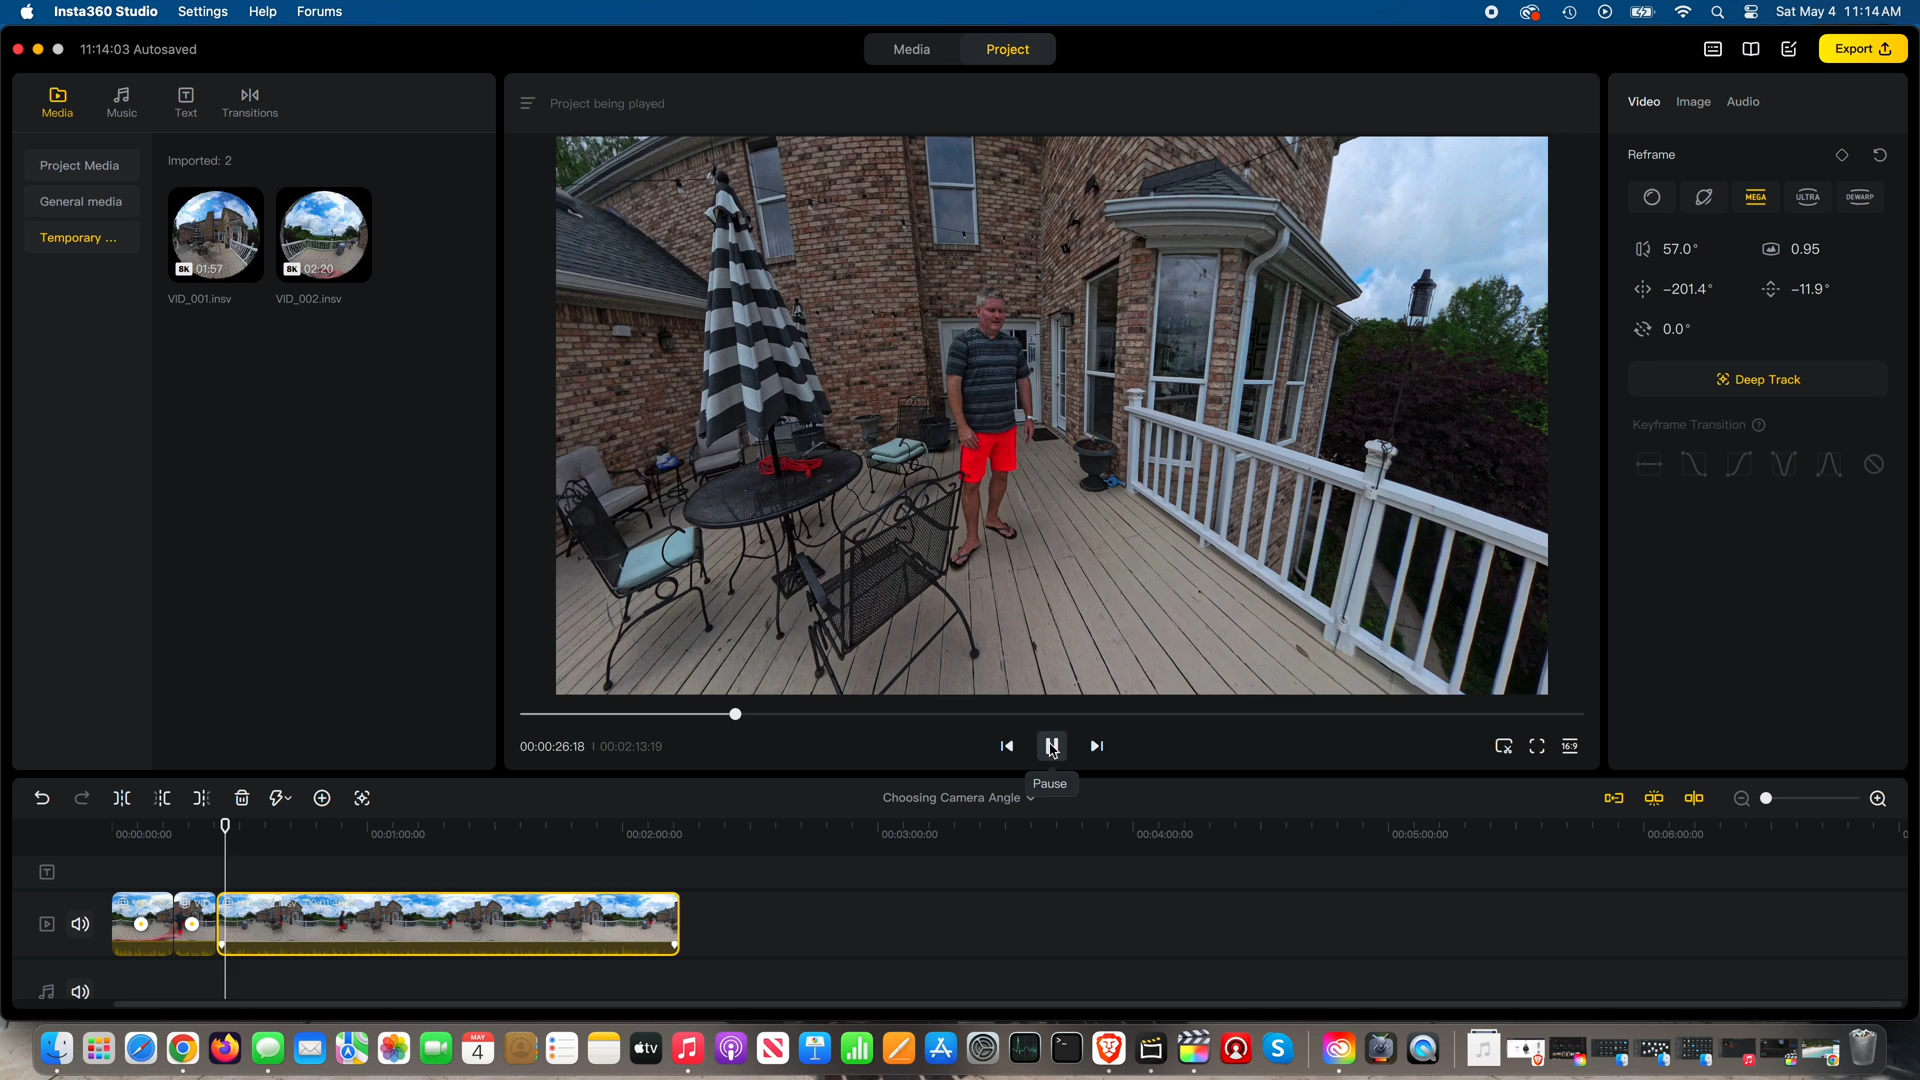 Insta360 Studio Settings Help Forums Sat May 4 11:14 AM
11:14:03 Autosaved Media Project Export
Media Music Text Transitions
Project being played
Video Image Audio
Project Media
General media
Temporary ...
Imported: 2
8K 01:57
8K 02:20
VID_001.insv VID_002.insv
Reframe
MEGA ULTRA DEWARP
57.0° 0.95
-201.4° -11.9°
0.0°
Deep Track
Keyframe Transition ?
00:00:26:18 | 00:02:13:19
16:9
Pause
Choosing Camera Angle
00:00:00:00 00:01:00:00 00:02:00:00 00:03:00:00 00:04:00:00 00:05:00:00 00:06:00:00
T
MAY
4
tv
S